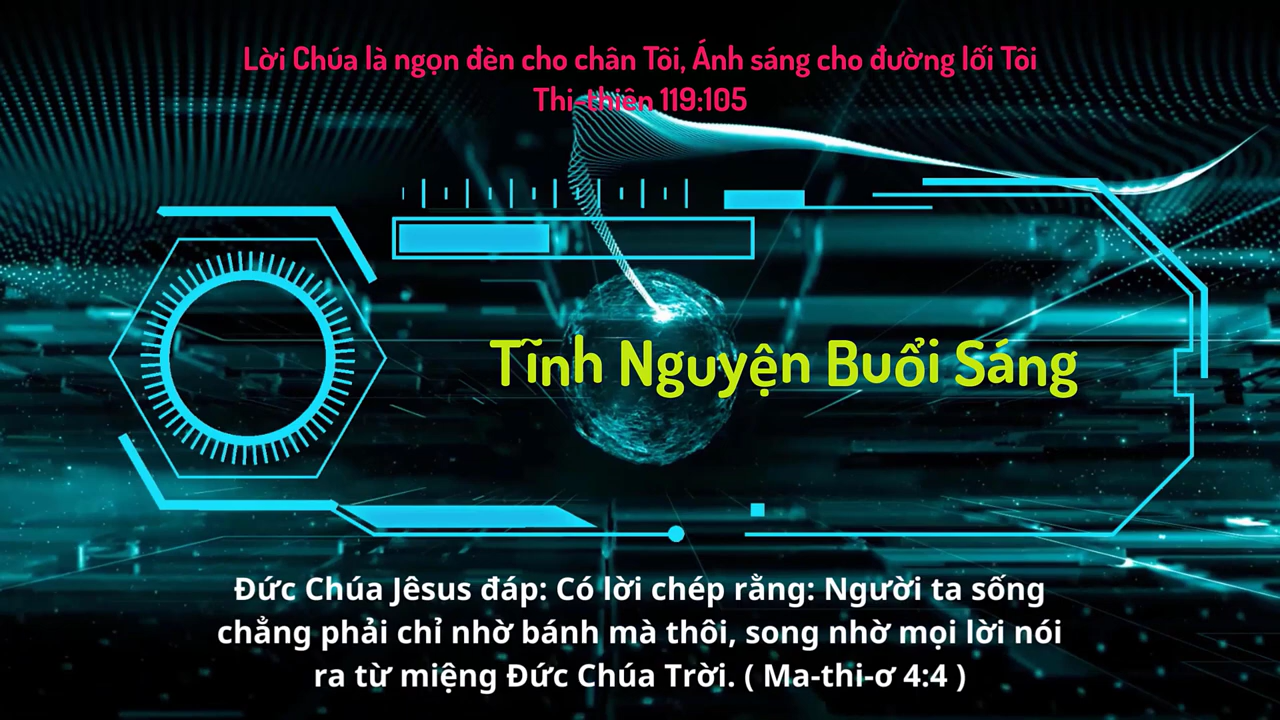 Lời Chúa là ngọn đèn cho chân Tôi, Ánh sáng cho đường lối Tôi
Thi-thiên 119:105
Tĩnh Nguyện Buổi Sáng
Đức Chúa Jêsus đáp: Có lời chép rằng: Người ta sống
chẳng phải chỉ nhờ bánh mà thôi, song nhờ mọi lời nói
ra từ miệng Đức Chúa Trời. ( Ma-thi-ơ 4:4 )